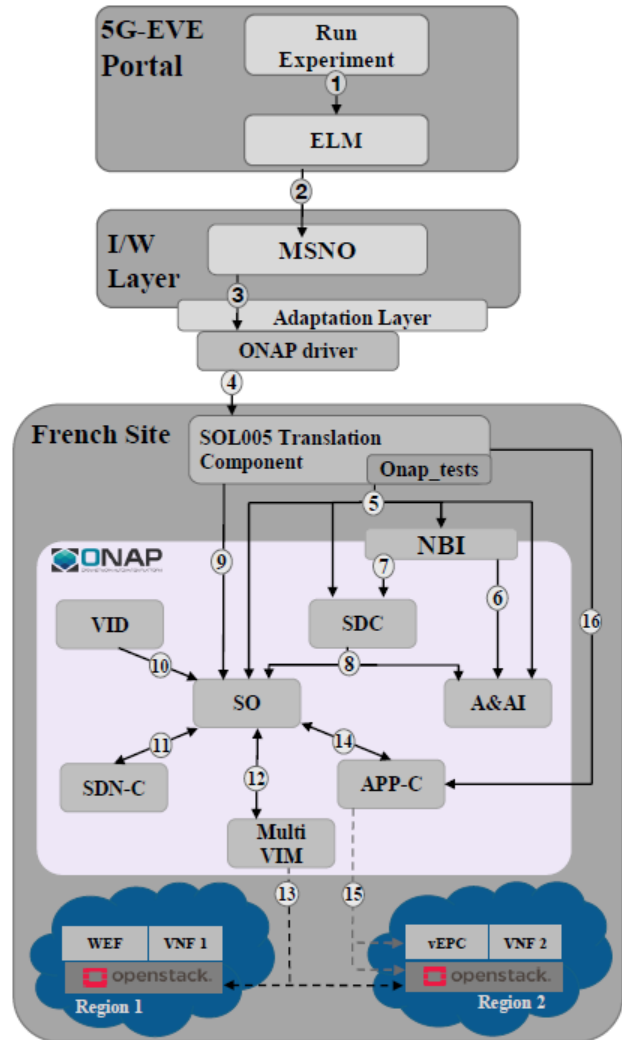 5G-EVE
Portal
Run
Experiment
1
ELM
2
I/W
Layer
MSNO
3
Adaptation Layer
ONAP driver
4
French Site
SOL005 Translation
Component
Onap_tests
5
ONAP
9
NBI
7
6
16
VID
SDC
10
8
SO
A&AI
11
14
12
SDN-C
APP-C
Multi
VIM
13
15
WEF
VNF 1
openstack.
Region 1
vEPC
VNF 2
openstack.
Region 2